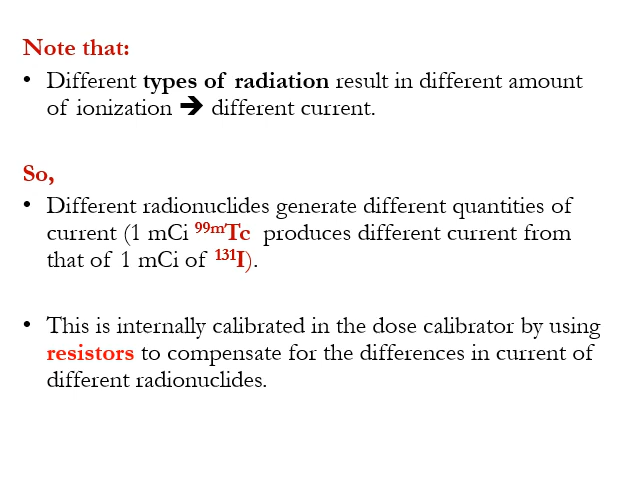 Note that:
• Different types of radiation result in different amount
of ionization ➔ different current.
So,
• Different radionuclides generate different quantities of
current (1 mCi ⁹⁹ᵐTc produces different current from
that of 1 mCi of ¹³¹I).
• This is internally calibrated in the dose calibrator by using
resistors to compensate for the differences in current of
different radionuclides.